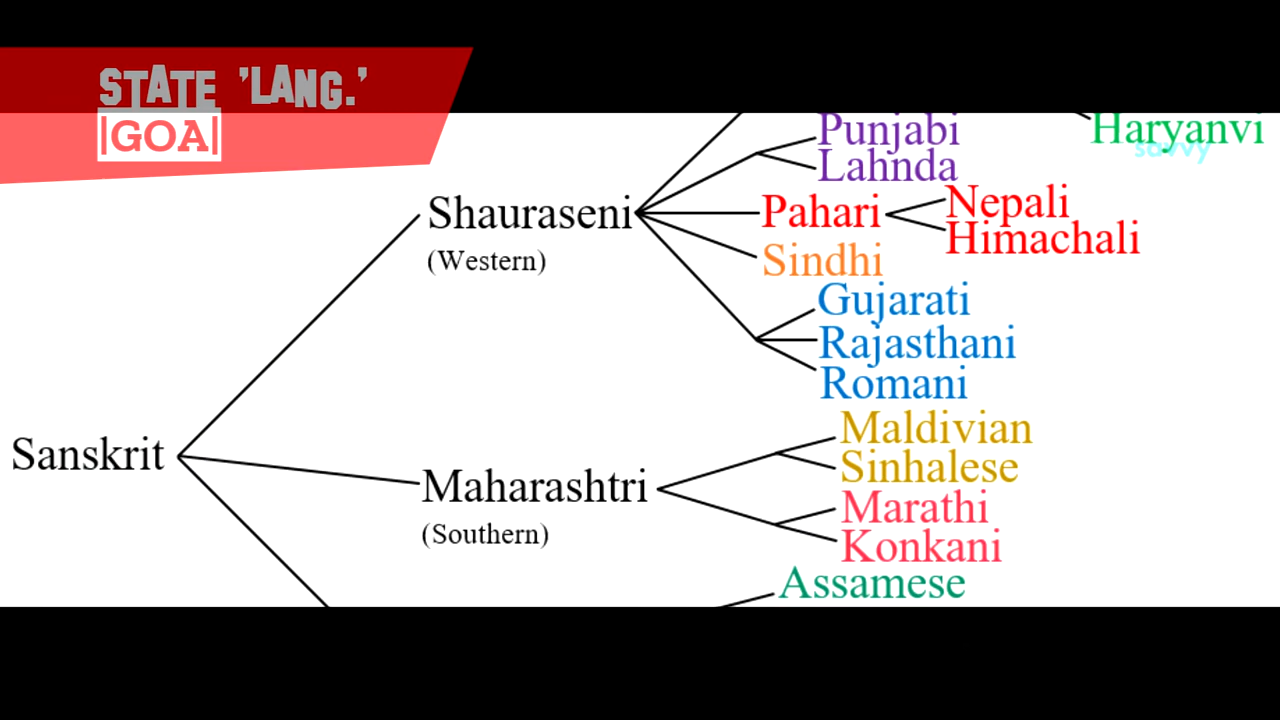 STATE 'LANG.'
|GOA|
Punjabi
Haryanvi
savvy
Lahnda
Shauraseni
(Western)
Pahari
Nepali
Himachali
Sindhi
Gujarati
Rajasthani
Romani
Sanskrit
Maharashtri
(Southern)
Maldivian
Sinhalese
Marathi
Konkani
Assamese